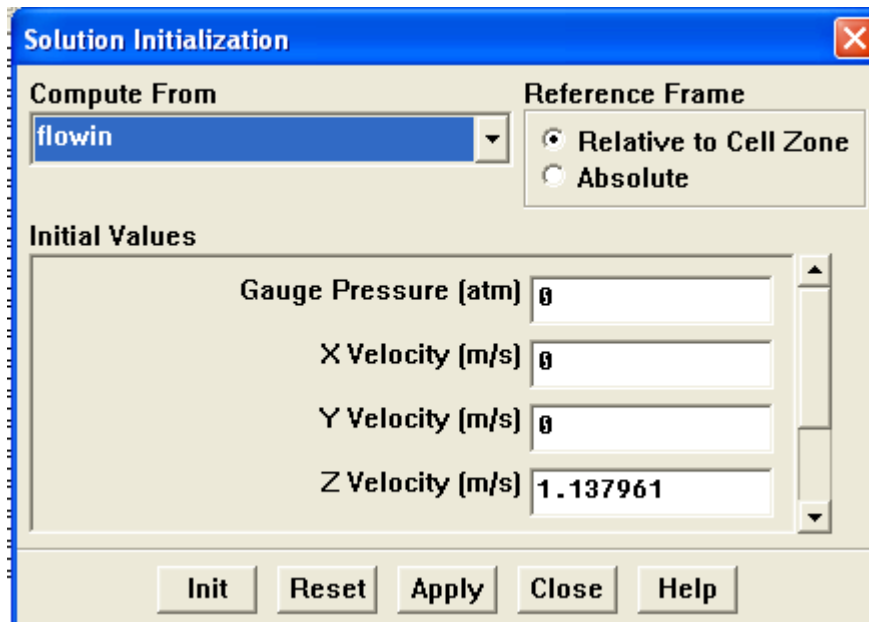 Solution Initialization
Compute From
Reference Frame
flowin
Relative to Cell Zone
Absolute
Initial Values
Gauge Pressure (atm) 0
X Velocity (m/s) 0
Y Velocity (m/s) 0
Z Velocity (m/s) 1.137961
Init Reset Apply Close Help